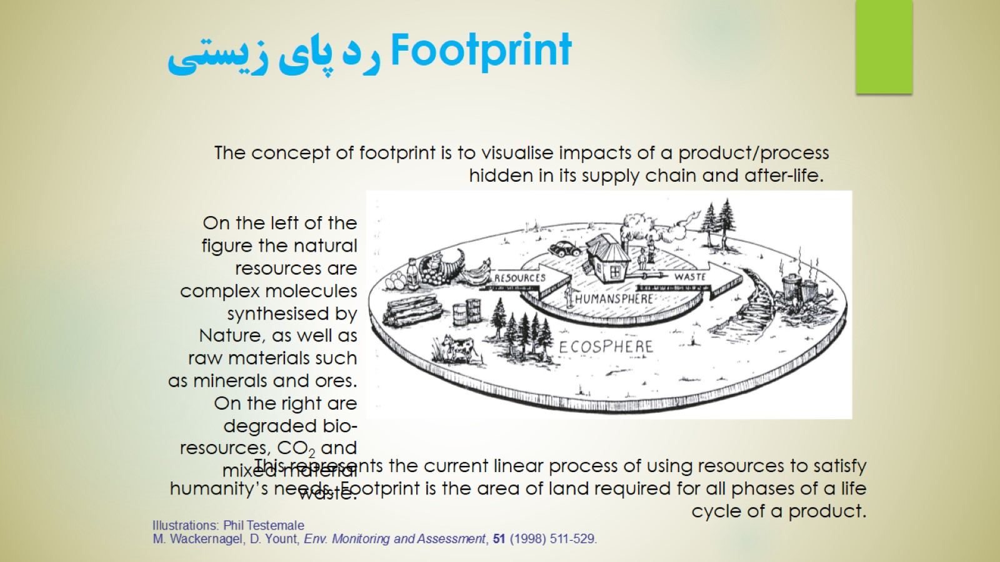 رد پای زیستی Footprint
The concept of footprint is to visualise impacts of a product/process
hidden in its supply chain and after-life.
On the left of the
figure the natural
resources are
complex molecules
synthesised by
Nature, as well as
raw materials such
as minerals and ores.
On the right are
degraded bio-
resources, CO₂ and
mixed material
waste.
RESOURCES
WASTE
HUMANSPHERE
ECOSPHERE
This represents the current linear process of using resources to satisfy
humanity’s needs. Footprint is the area of land required for all phases of a life
cycle of a product.
Illustrations: Phil Testemale
M. Wackernagel, D. Yount, Env. Monitoring and Assessment, 51 (1998) 511-529.